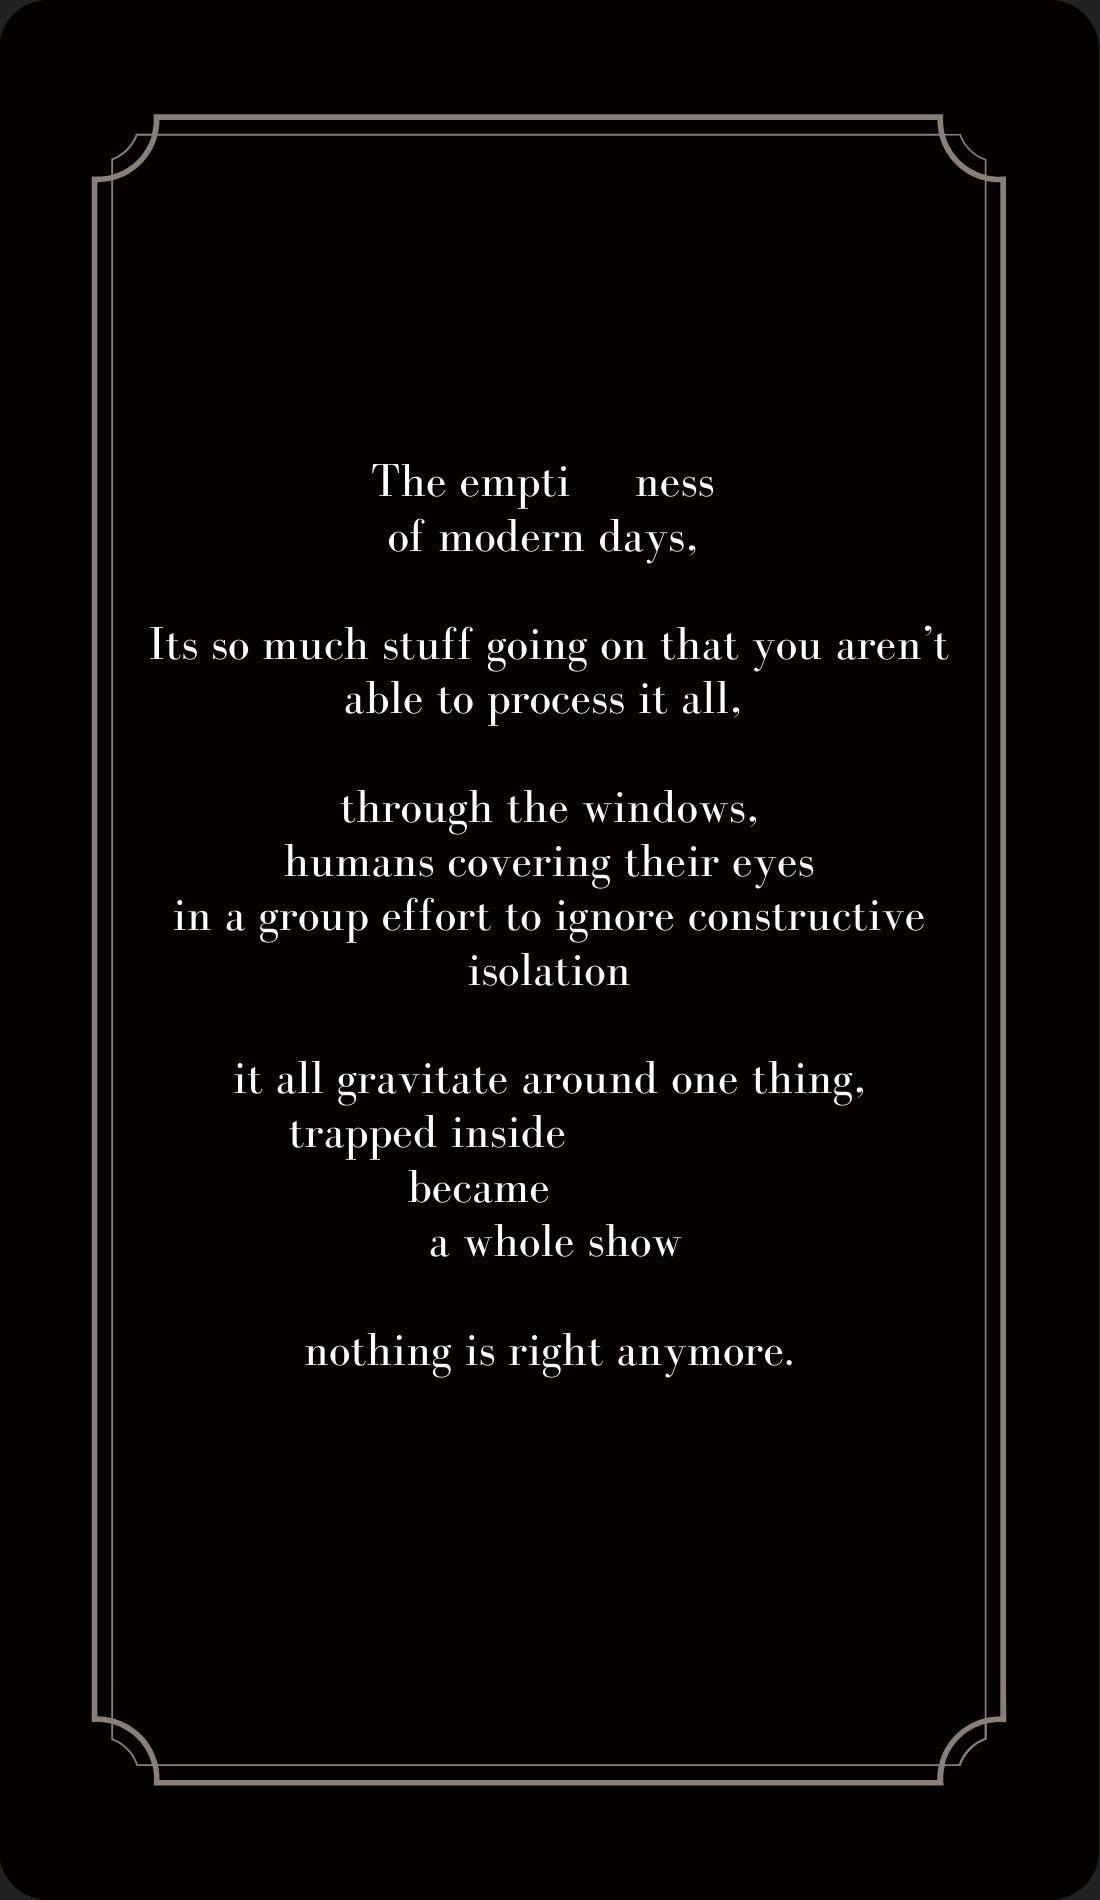 The empti ness
of modern days,
Its so much stuff going on that you aren’t
able to process it all,
through the windows,
humans covering their eyes
in a group effort to ignore constructive
isolation
it all gravitate around one thing,
trapped inside
became
a whole show
nothing is right anymore.